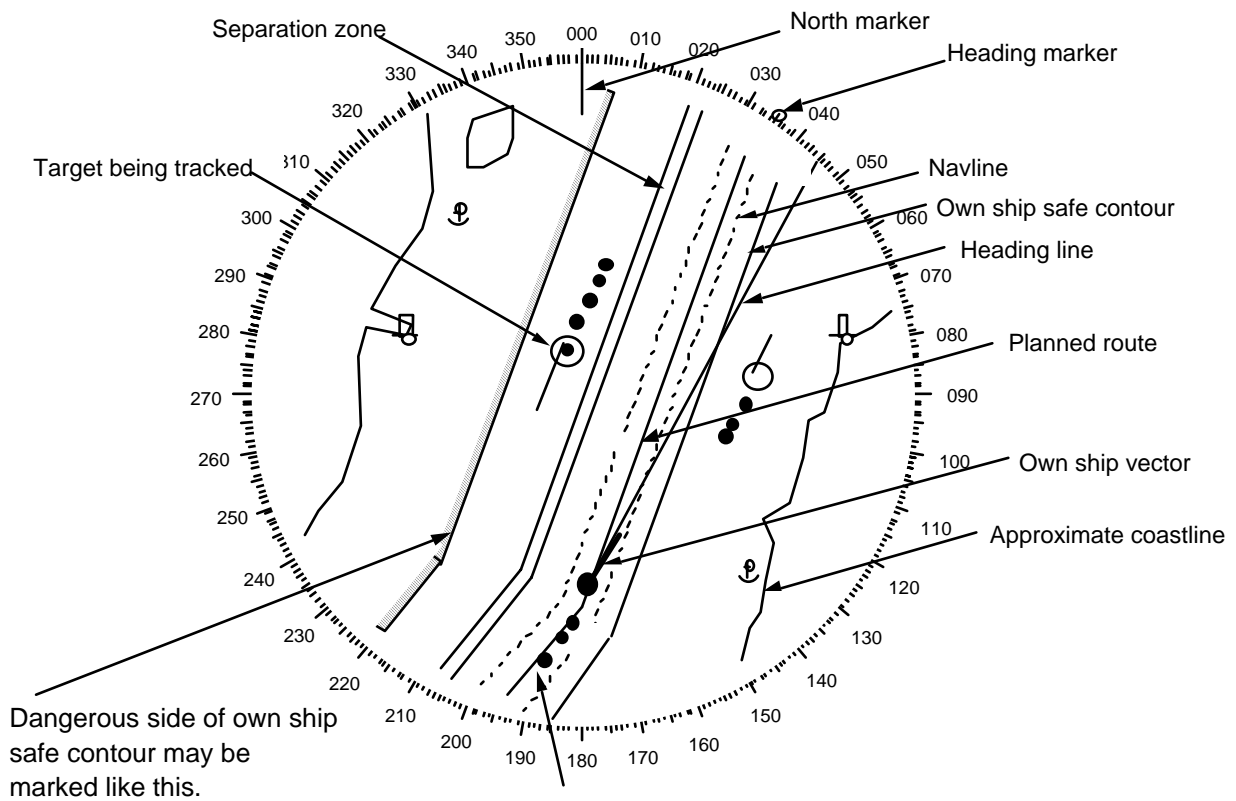 Separation zone
North marker
Heading marker
Target being tracked
Navline
Own ship safe contour
Heading line
Planned route
Own ship vector
Approximate coastline
Dangerous side of own ship
safe contour may be
marked like this.
000
010
020
030
040
050
060
070
080
090
100
110
120
130
140
150
160
170
180
190
200
210
220
230
240
250
260
270
280
290
300
310
320
330
340
350